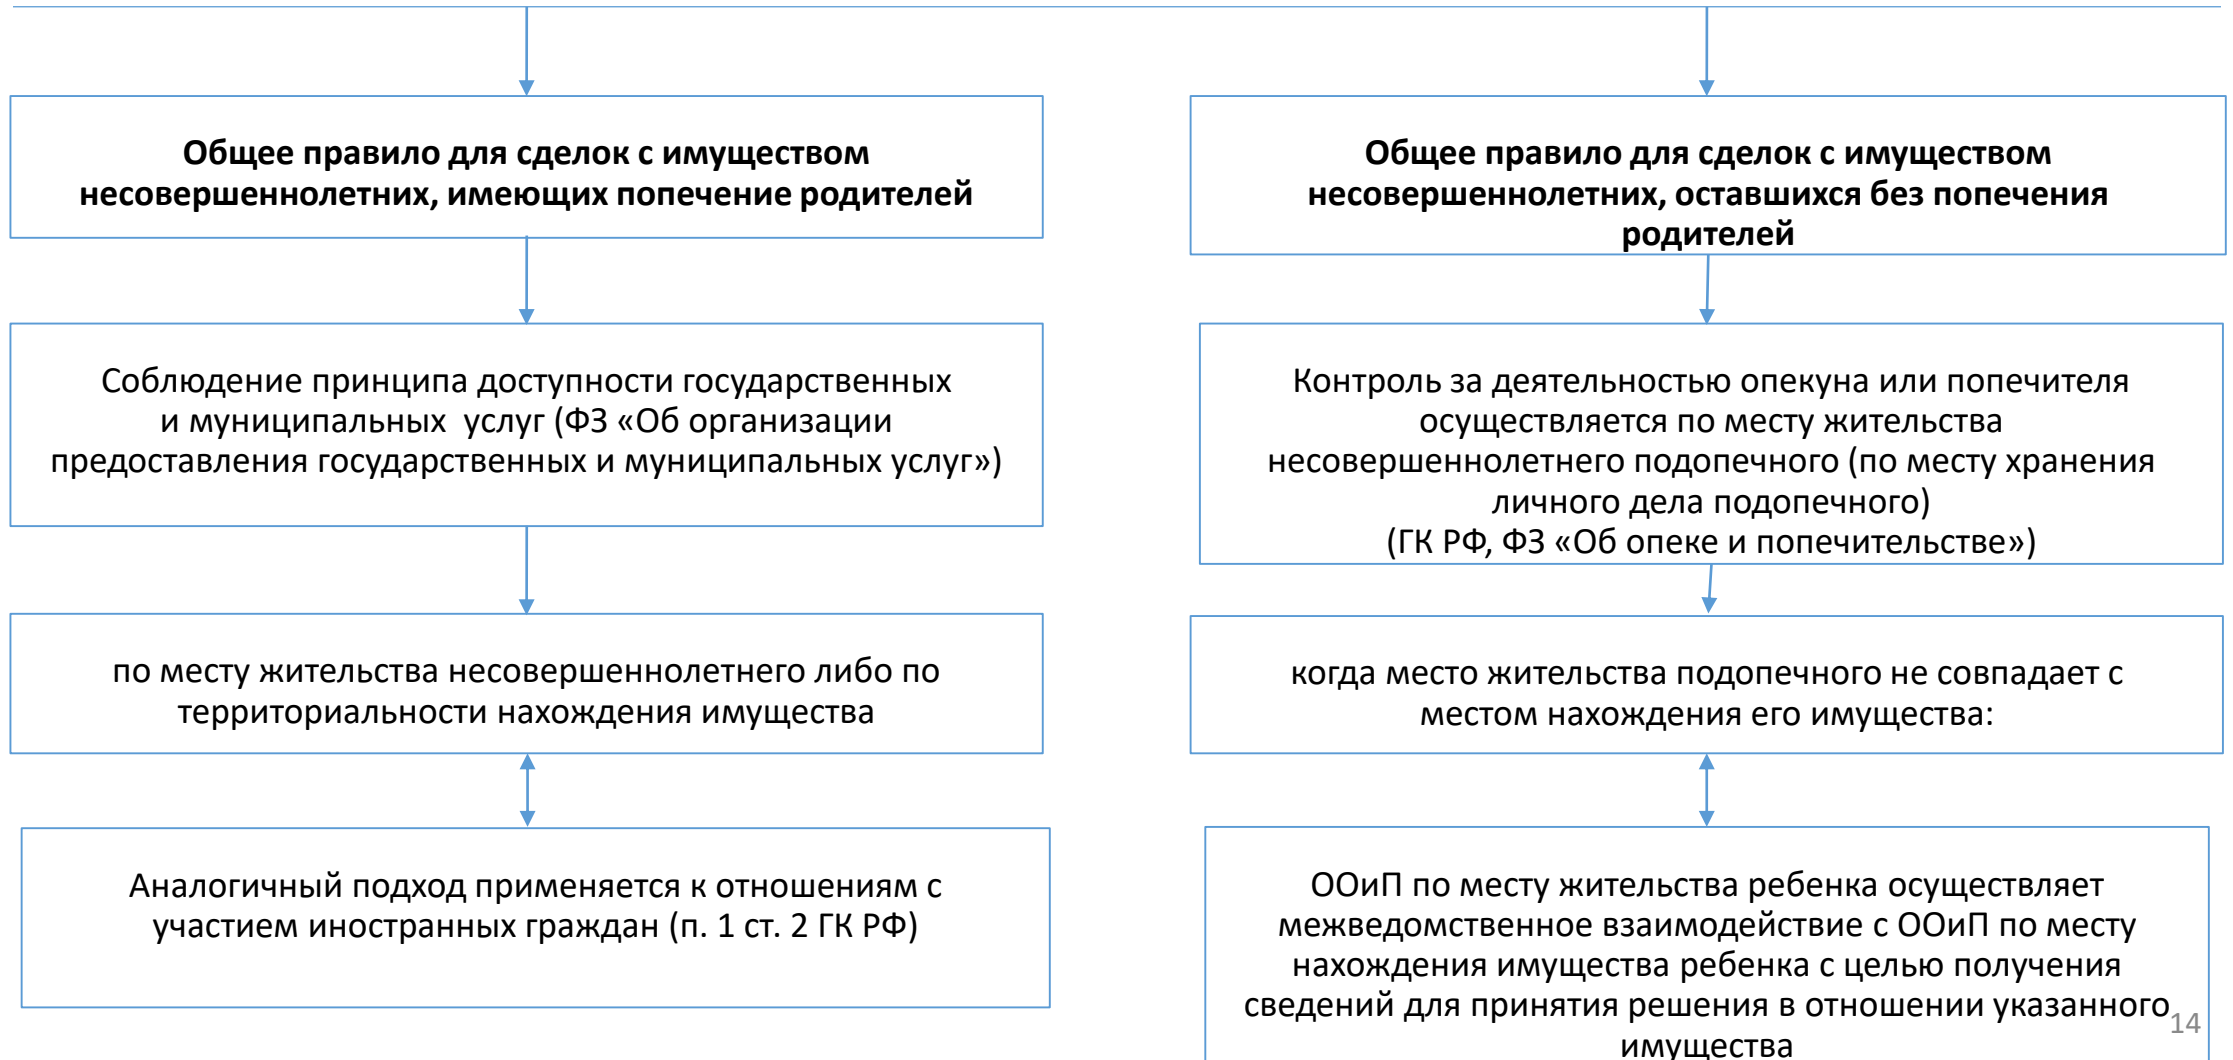 Общее правило для сделок с имуществом
несовершеннолетних, имеющих попечение родителей
Соблюдение принципа доступности государственных
и муниципальных услуг (ФЗ «Об организации
предоставления государственных и муниципальных услуг»)
по месту жительства несовершеннолетнего либо по
территориальности нахождения имущества
Аналогичный подход применяется к отношениям с
участием иностранных граждан (п. 1 ст. 2 ГК РФ)
Общее правило для сделок с имуществом
несовершеннолетних, оставшихся без попечения
родителей
Контроль за деятельностью опекуна или попечителя
осуществляется по месту жительства
несовершеннолетнего подопечного (по месту хранения
личного дела подопечного)
(ГК РФ, ФЗ «Об опеке и попечительстве»)
когда место жительства подопечного не совпадает с
местом нахождения его имущества:
ООиП по месту жительства ребенка осуществляет
межведомственное взаимодействие с ООиП по месту
нахождения имущества ребенка с целью получения
сведений для принятия решения в отношении указанного
имущества
14